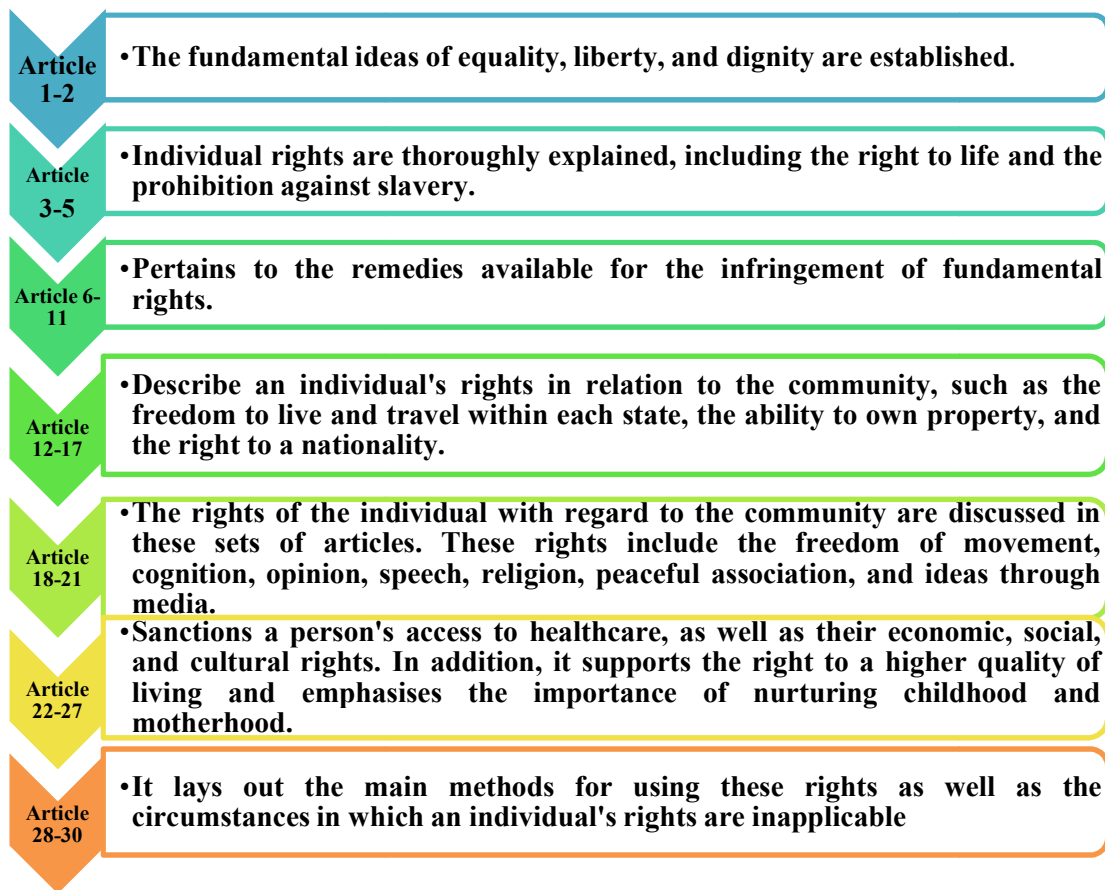 Article
1-2
•The fundamental ideas of equality, liberty, and dignity are established.
Article
3-5
•Individual rights are thoroughly explained, including the right to life and the
prohibition against slavery.
Article 6-
11
•Pertains to the remedies available for the infringement of fundamental
rights.
Article
12-17
•Describe an individual's rights in relation to the community, such as the
freedom to live and travel within each state, the ability to own property, and
the right to a nationality.
Article
18-21
•The rights of the individual with regard to the community are discussed in
these sets of articles. These rights include the freedom of movement,
cognition, opinion, speech, religion, peaceful association, and ideas through
media.
Article
22-27
•Sanctions a person's access to healthcare, as well as their economic, social,
and cultural rights. In addition, it supports the right to a higher quality of
living and emphasises the importance of nurturing childhood and
motherhood.
Article
28-30
•It lays out the main methods for using these rights as well as the
circumstances in which an individual's rights are inapplicable